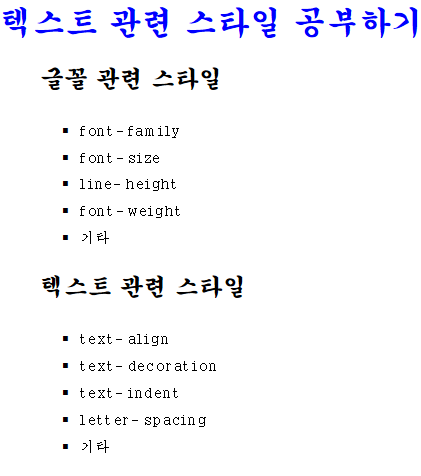 텍스트 관련 스타일 공부하기
글꼴 관련 스타일
▪ font-family
▪ font-size
▪ line-height
▪ font-weight
▪ 기타
텍스트 관련 스타일
▪ text-align
▪ text-decoration
▪ text-indent
▪ letter-spacing
▪ 기타